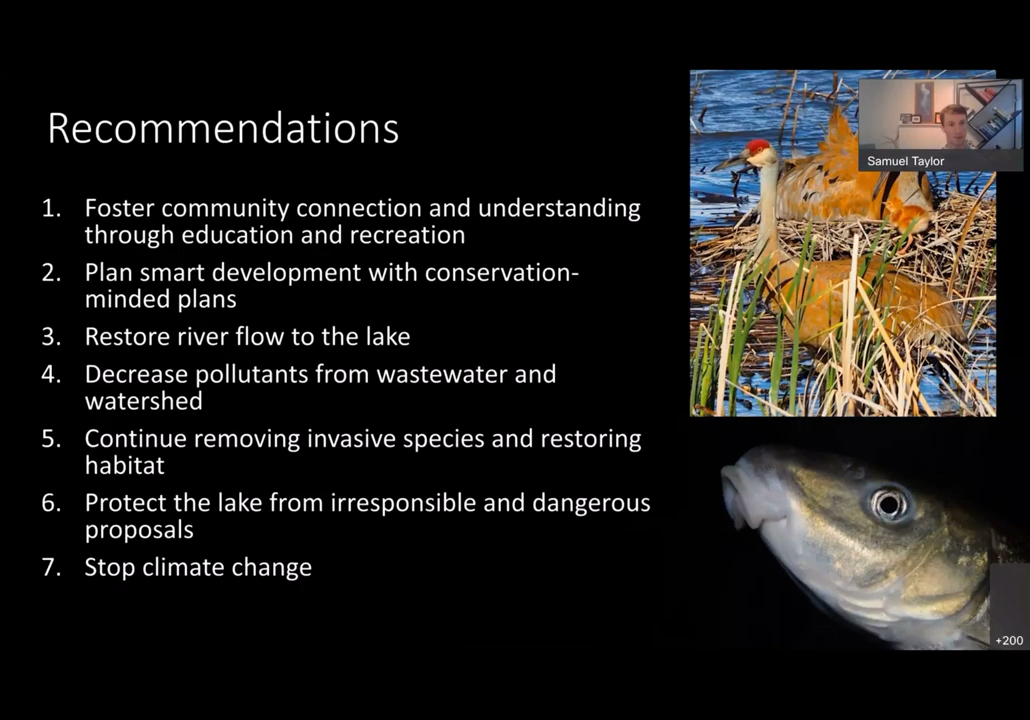 Recommendations
1. Foster community connection and understanding
through education and recreation
2. Plan smart development with conservation-
minded plans
3. Restore river flow to the lake
4. Decrease pollutants from wastewater and
watershed
5. Continue removing invasive species and restoring
habitat
6. Protect the lake from irresponsible and dangerous
proposals
7. Stop climate change
Samuel Taylor
+200